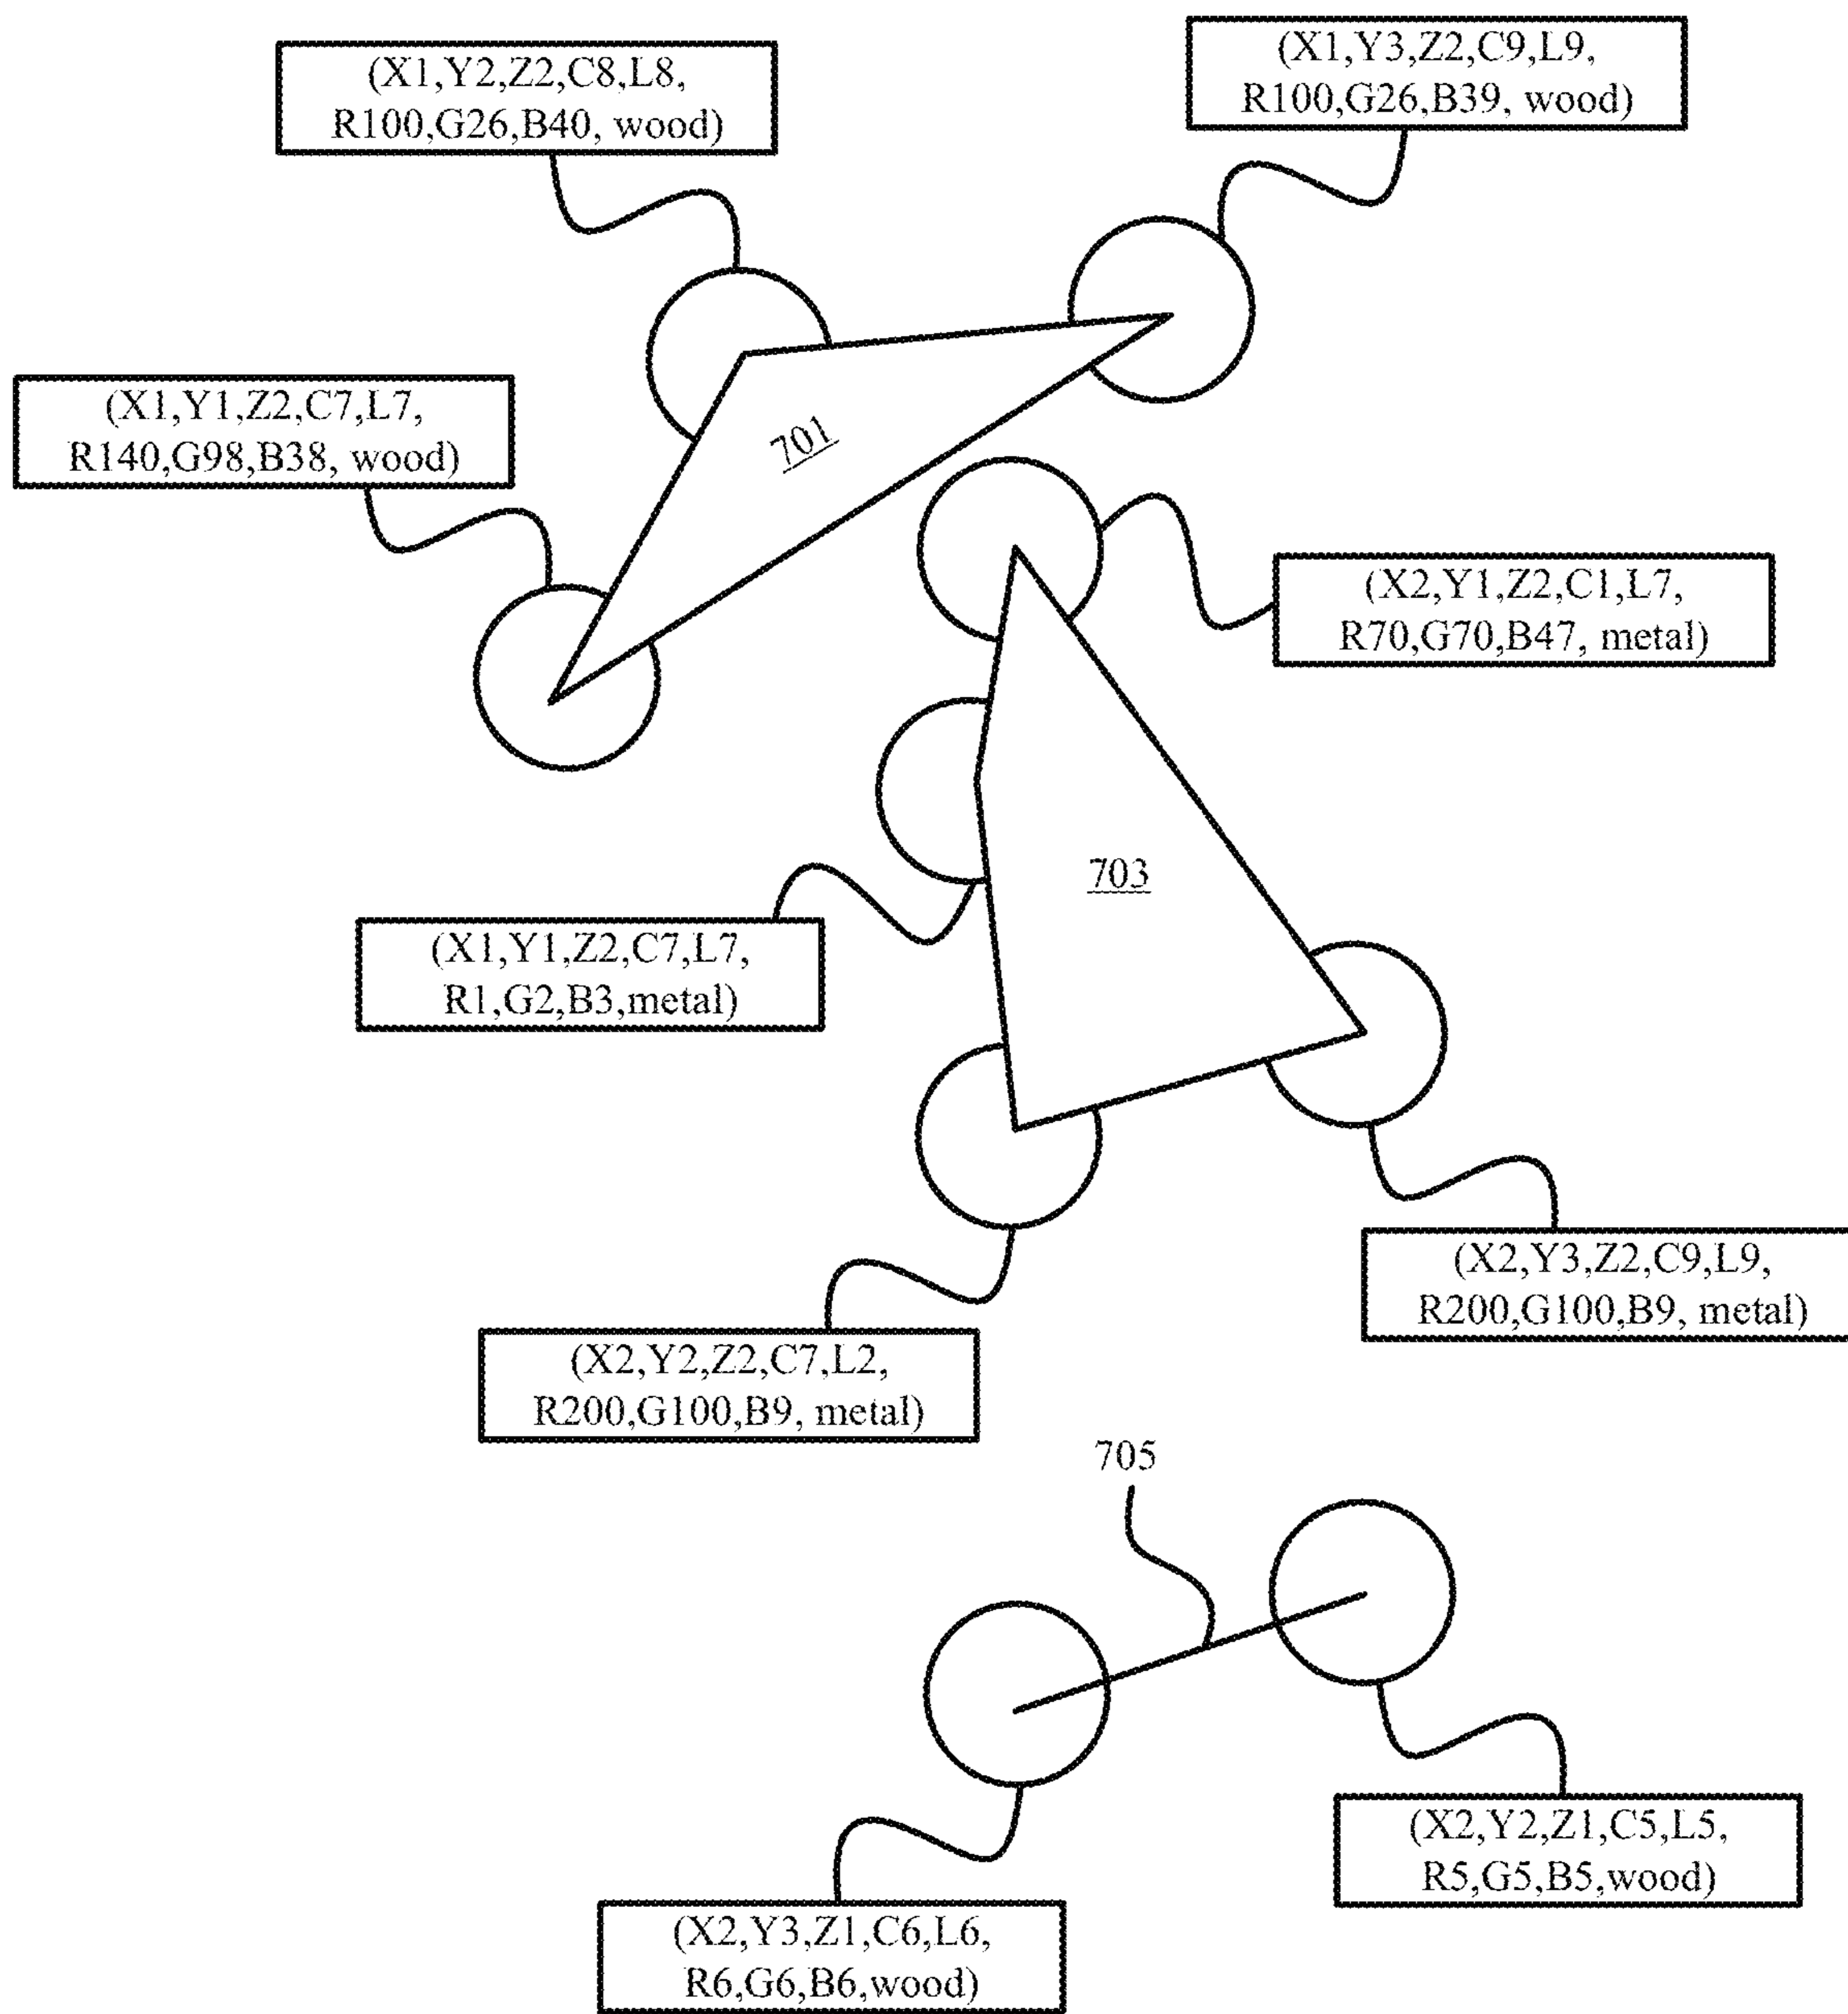 (X1,Y3,Z2,C9,L9,
R100,G26,B39, wood)
(X1,Y2,Z2,C8,L8,
R100,G26,B40, wood)
(X1,Y1,Z2,C7,L7,
R140,G98,B38, wood)
701
(X2,Y1,Z2,C1,L7,
R70,G70,B47, metal)
703
(X1,Y1,Z2,C7,L7,
R1,G2,B3,metal)
(X2,Y3,Z2,C9,L9,
R200,G100,B9, metal)
(X2,Y2,Z2,C7,L2,
R200,G100,B9, metal)
705
(X2,Y2,Z1,C5,L5,
R5,G5,B5,wood)
(X2,Y3,Z1,C6,L6,
R6,G6,B6,wood)